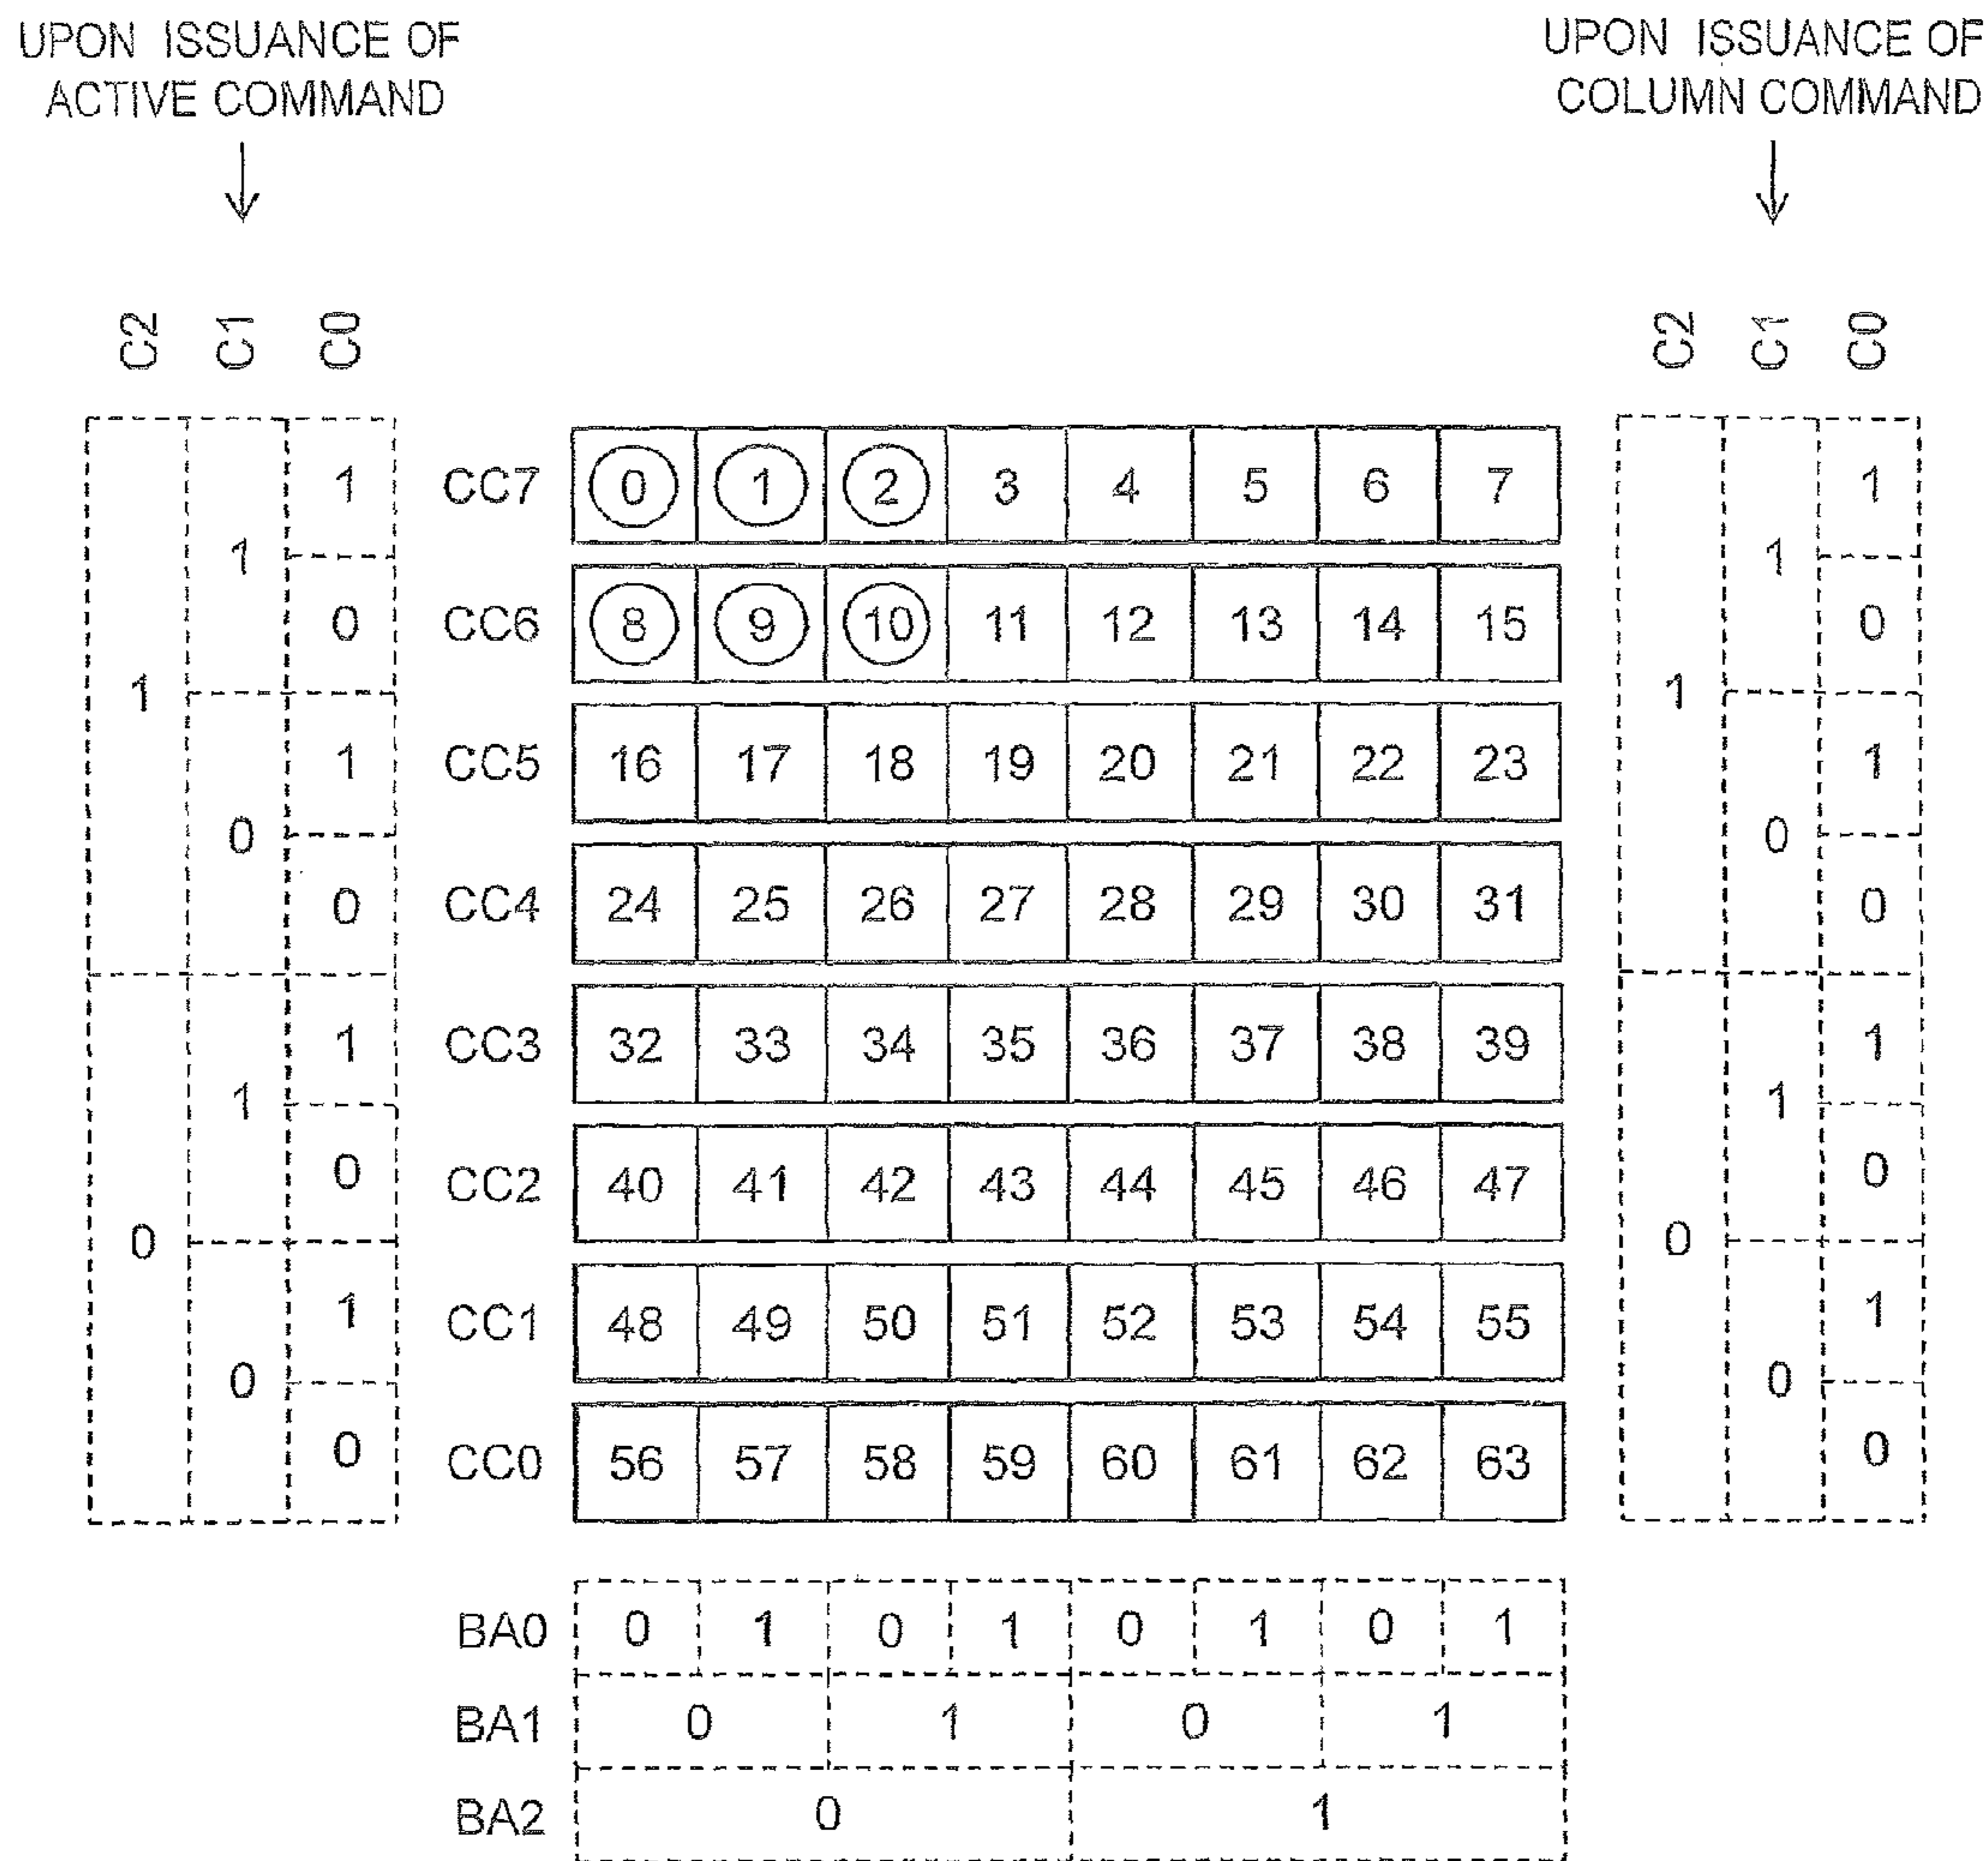 UPON ISSUANCE OF
ACTIVE COMMAND
UPON ISSUANCE OF
COLUMN COMMAND
C2 C1 C0
C2 C1 C0
1 CC7 0 1 2 3 4 5 6 7 1
1 1
0 CC6 8 9 10 11 12 13 14 15 0
1 1
1 CC5 16 17 18 19 20 21 22 23 1
0 0
0 CC4 24 25 26 27 28 29 30 31 0
1 CC3 32 33 34 35 36 37 38 39 1
1 1
0 CC2 40 41 42 43 44 45 46 47 0
0 0
1 CC1 48 49 50 51 52 53 54 55 1
0 0
0 CC0 56 57 58 59 60 61 62 63 0
BA0 0 1 0 1 0 1 0 1
BA1 0 1 0 1
BA2 0 1